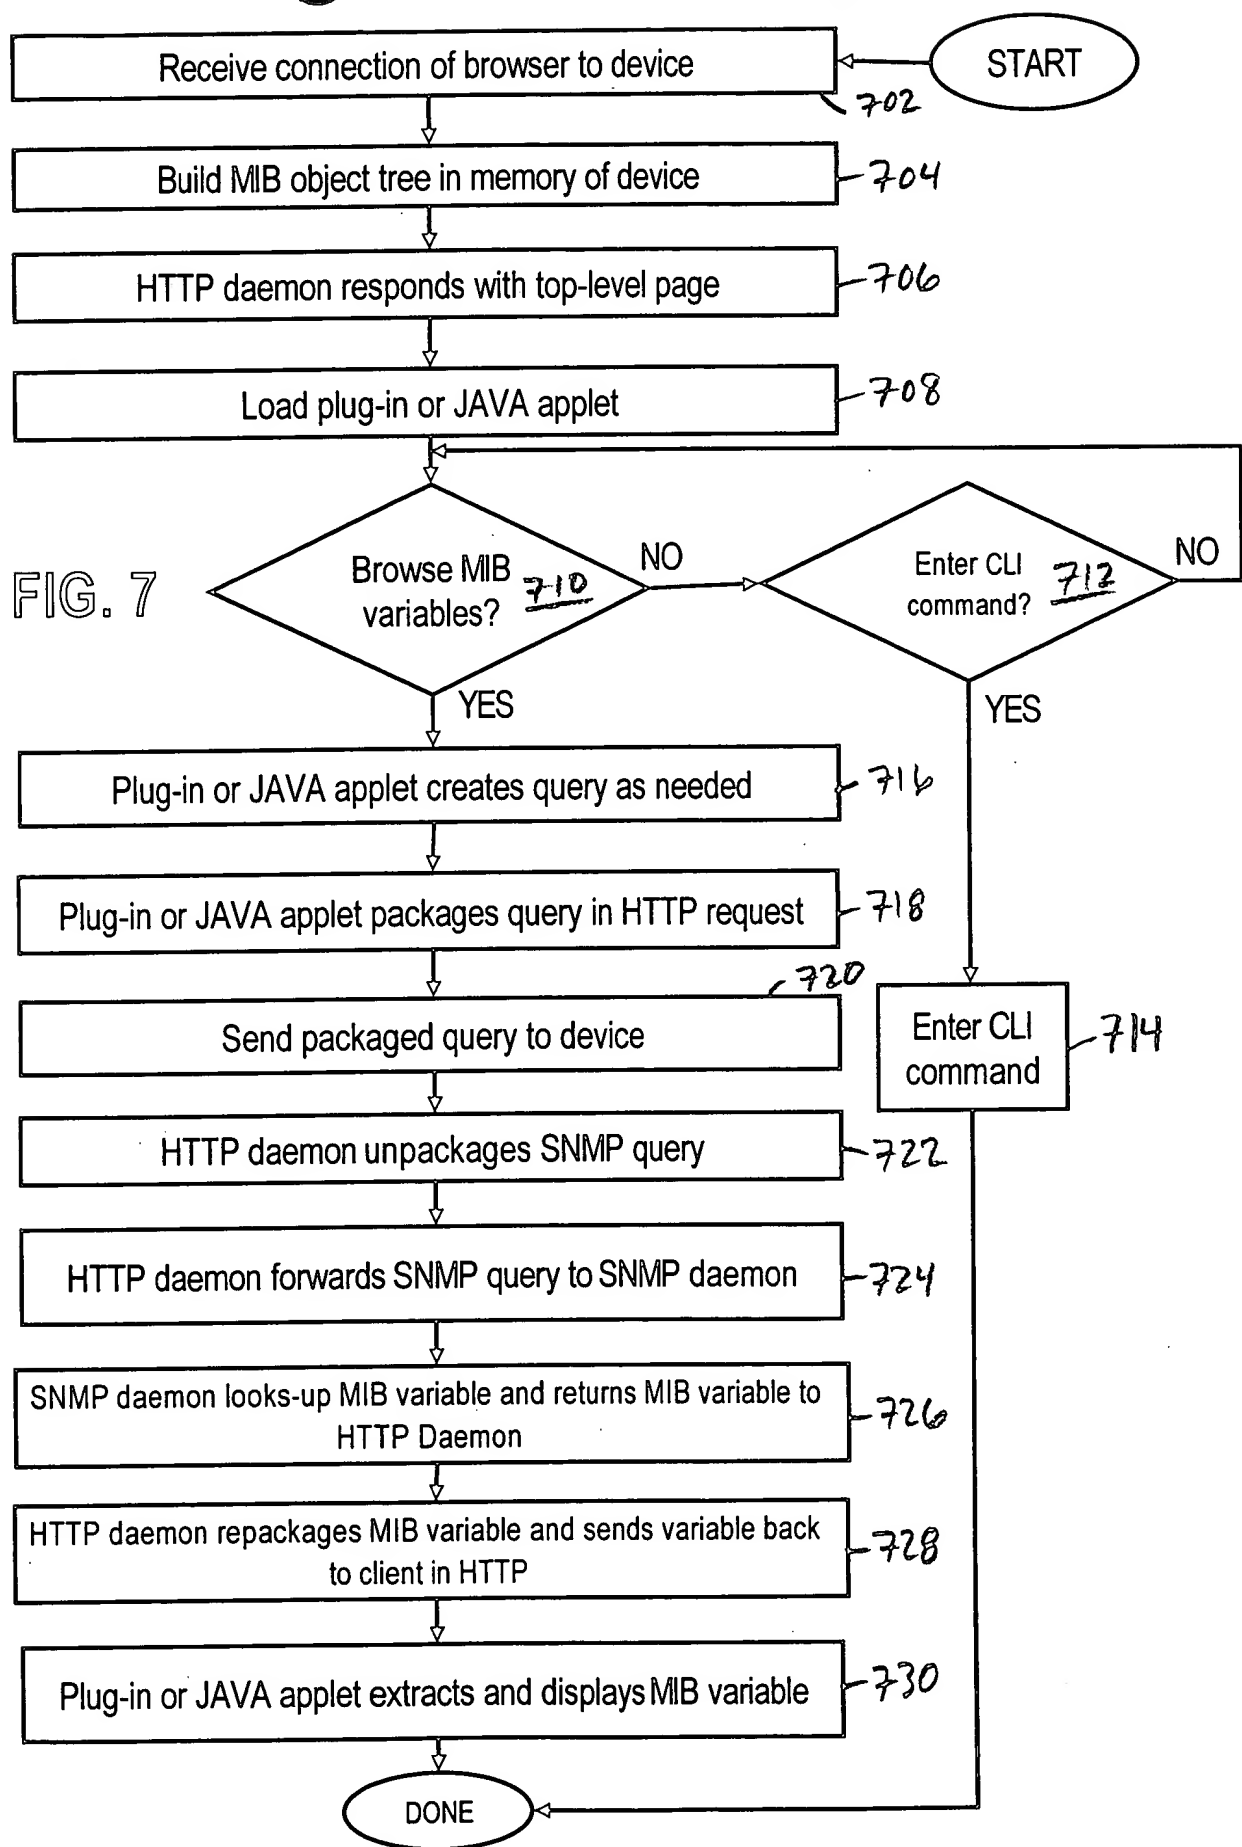 Receive connection of browser to device
START
702
Build MIB object tree in memory of device
704
HTTP daemon responds with top-level page
706
Load plug-in or JAVA applet
708
FIG. 7
Browse MIB
variables?
710
NO
Enter CLI
command?
712
NO
YES
YES
Plug-in or JAVA applet creates query as needed
716
Plug-in or JAVA applet packages query in HTTP request
718
720
Send packaged query to device
Enter CLI
command
714
HTTP daemon unpackages SNMP query
722
HTTP daemon forwards SNMP query to SNMP daemon
724
SNMP daemon looks-up MIB variable and returns MIB variable to
HTTP Daemon
726
HTTP daemon repackages MIB variable and sends variable back
to client in HTTP
728
Plug-in or JAVA applet extracts and displays MIB variable
730
DONE